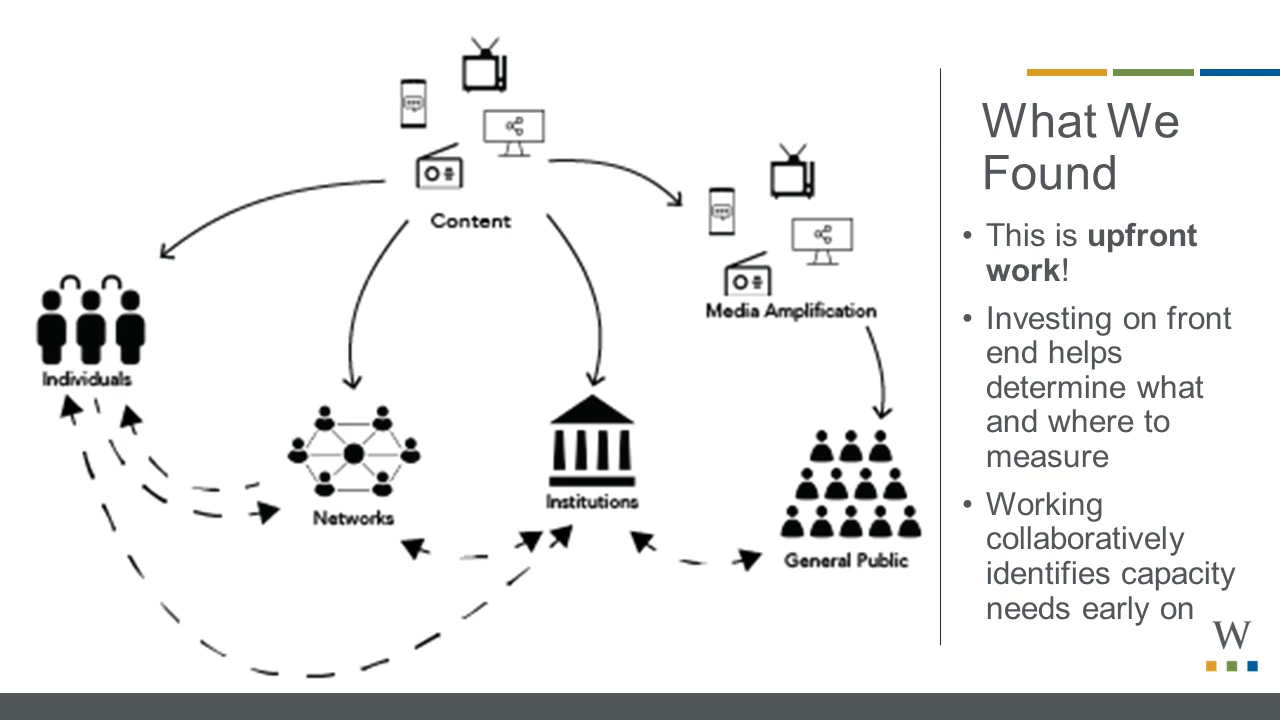 Content
Media Amplification
Individuals
Networks
Institutions
General Public
What We
Found
• This is upfront
work!
• Investing on front
end helps
determine what
and where to
measure
• Working
collaboratively
identifies capacity
needs early on
W